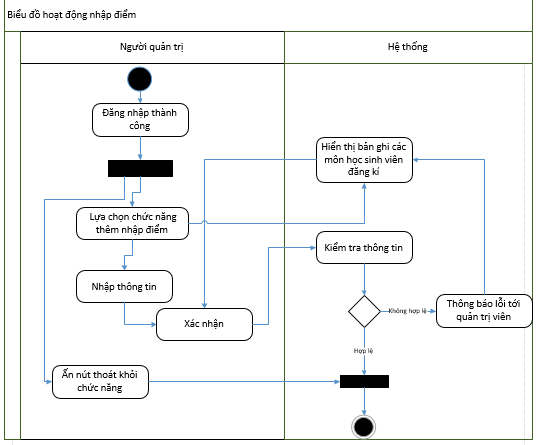 Biểu đồ hoạt động nhập điểm
Người quản trị
Hệ thống
Đăng nhập thành
công
Hiển thị bản ghi các
môn học sinh viên
đăng kí
Lựa chọn chức năng
thêm nhập điểm
Kiểm tra thông tin
Nhập thông tin
Xác nhận
Không hợp lệ
Thông báo lỗi tới
quản trị viên
Hợp lệ
Ấn nút thoát khỏi
chức năng